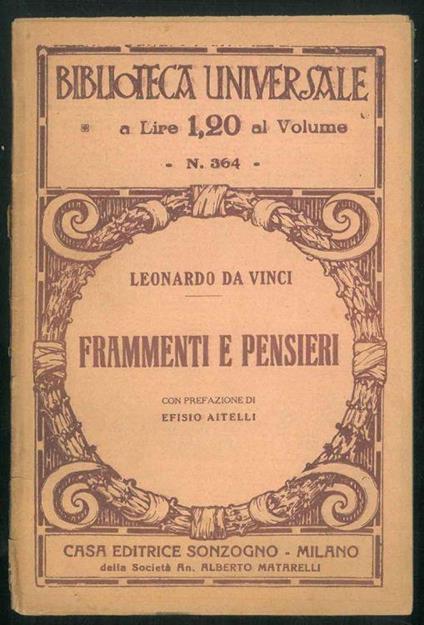 BIBLIOTECA UNIVERSALE
a Lire 1,20 al Volume
- N. 364 -
LEONARDO DA VINCI
FRAMMENTI E PENSIERI
CON PREFAZIONE DI
EFISIO AITELLI
CASA EDITRICE SONZOGNO - MILANO
della Società An. ALBERTO MATARELLI